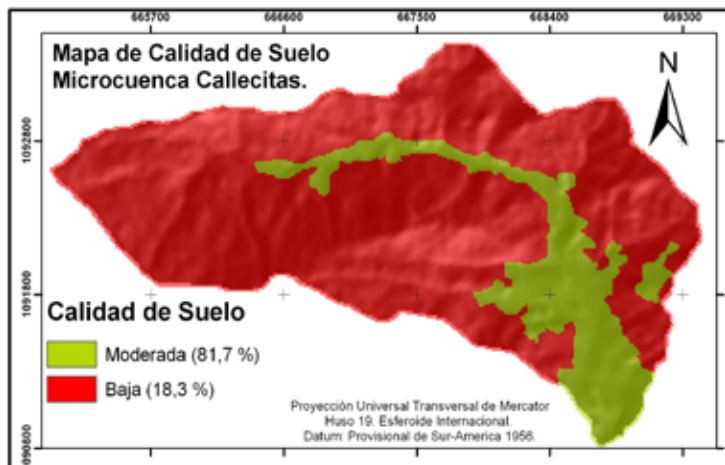 665700 666600 667500 668400 669300
Mapa de Calidad de Suelo
Microcuenca Callecitas.
N
1092800
1091800
1090800
Calidad de Suelo
Moderada (81,7 %)
Baja (18,3 %)
Proyección Universal Transversal de Mercator
Huso 19. Esferoide Internacional.
Datum: Provisional de Sur-America 1956.